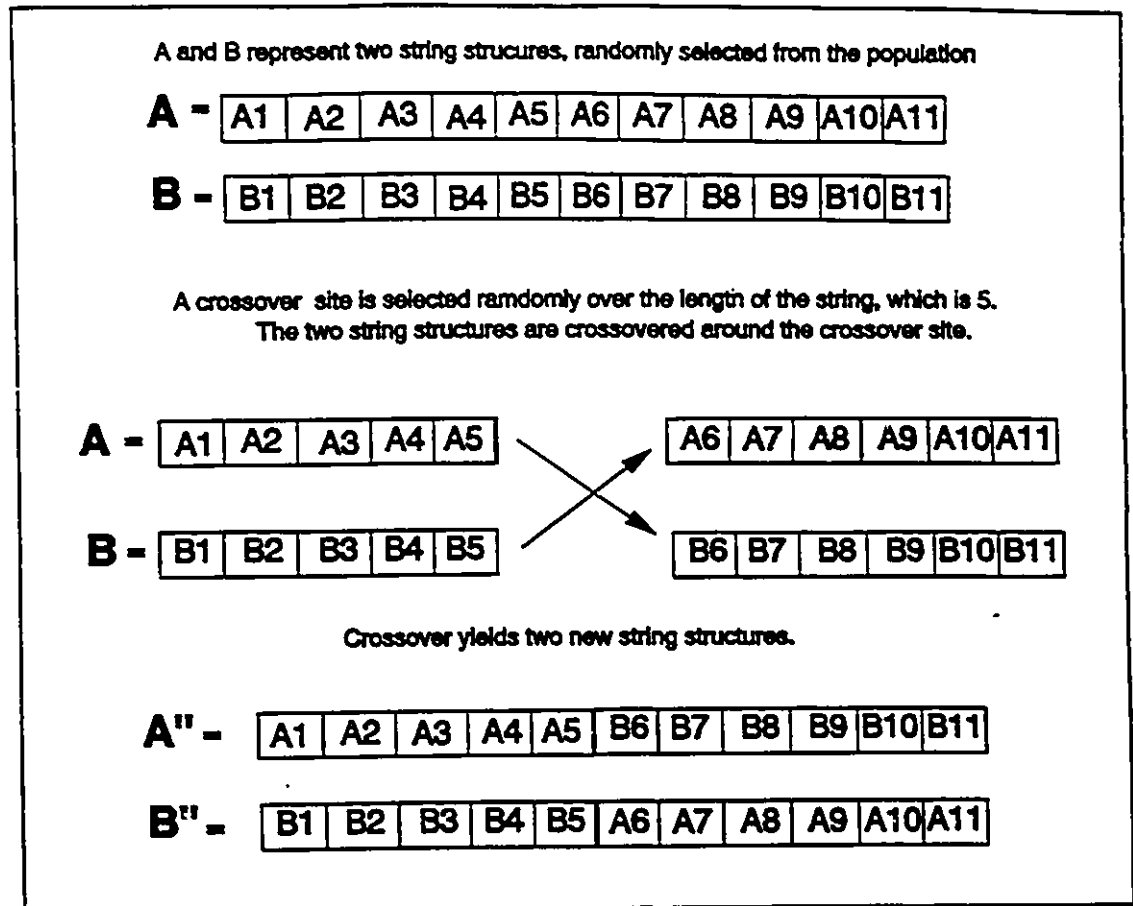 A and B represent two string strucures, randomly selected from the population
A = A1 A2 A3 A4 A5 A6 A7 A8 A9 A10 A11
B = B1 B2 B3 B4 B5 B6 B7 B8 B9 B10 B11
A crossover site is selected ramdomly over the length of the string, which is 5.
The two string structures are crossovered around the crossover site.
A = A1 A2 A3 A4 A5 A6 A7 A8 A9 A10 A11
B = B1 B2 B3 B4 B5 B6 B7 B8 B9 B10 B11
Crossover yields two new string structures.
A" = A1 A2 A3 A4 A5 B6 B7 B8 B9 B10 B11
B" = B1 B2 B3 B4 B5 A6 A7 A8 A9 A10 A11